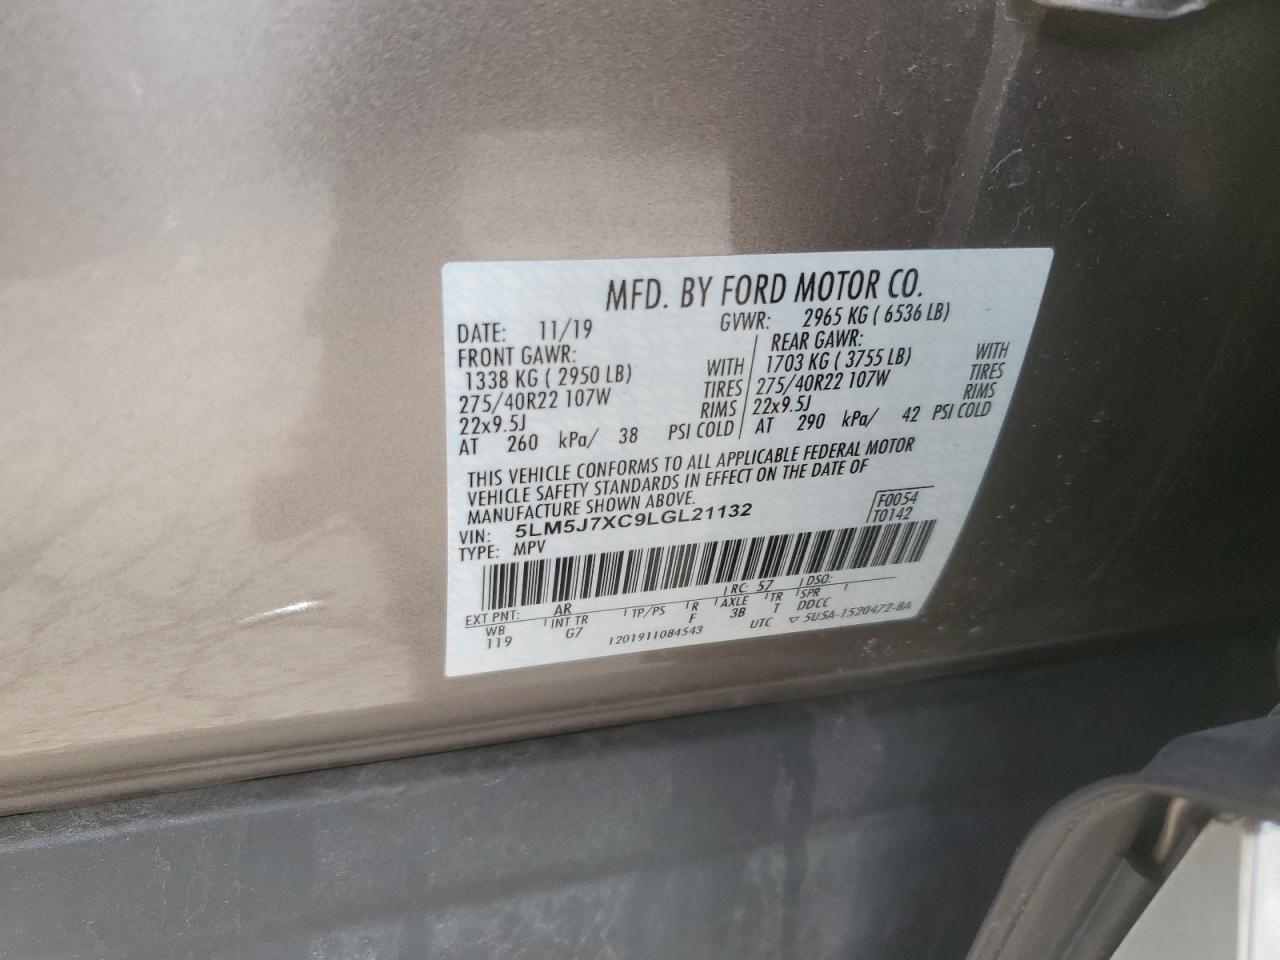 MFD. BY FORD MOTOR CO.
DATE: 11/19 GVWR: 2965 KG ( 6536 LB)
FRONT GAWR: REAR GAWR:
1338 KG ( 2950 LB) WITH 1703 KG ( 3755 LB) WITH
275/40R22 107W TIRES 275/40R22 107W TIRES
22x9.5J RIMS 22x9.5J RIMS
AT 260 kPa/ 38 PSI COLD AT 290 kPa/ 42 PSI COLD
THIS VEHICLE CONFORMS TO ALL APPLICABLE FEDERAL MOTOR
VEHICLE SAFETY STANDARDS IN EFFECT ON THE DATE OF
MANUFACTURE SHOWN ABOVE.
VIN: 5LM5J7XC9LGL21132 F0054
TYPE: MPV T0142
EXT PNT: AR RC: 57 DSO:
WB INT TR TP/PS R AXLE TR SPR
119 G7 F 3B T DDCC
1201911084543 UTC ▽ 5U5A-1520472-BA